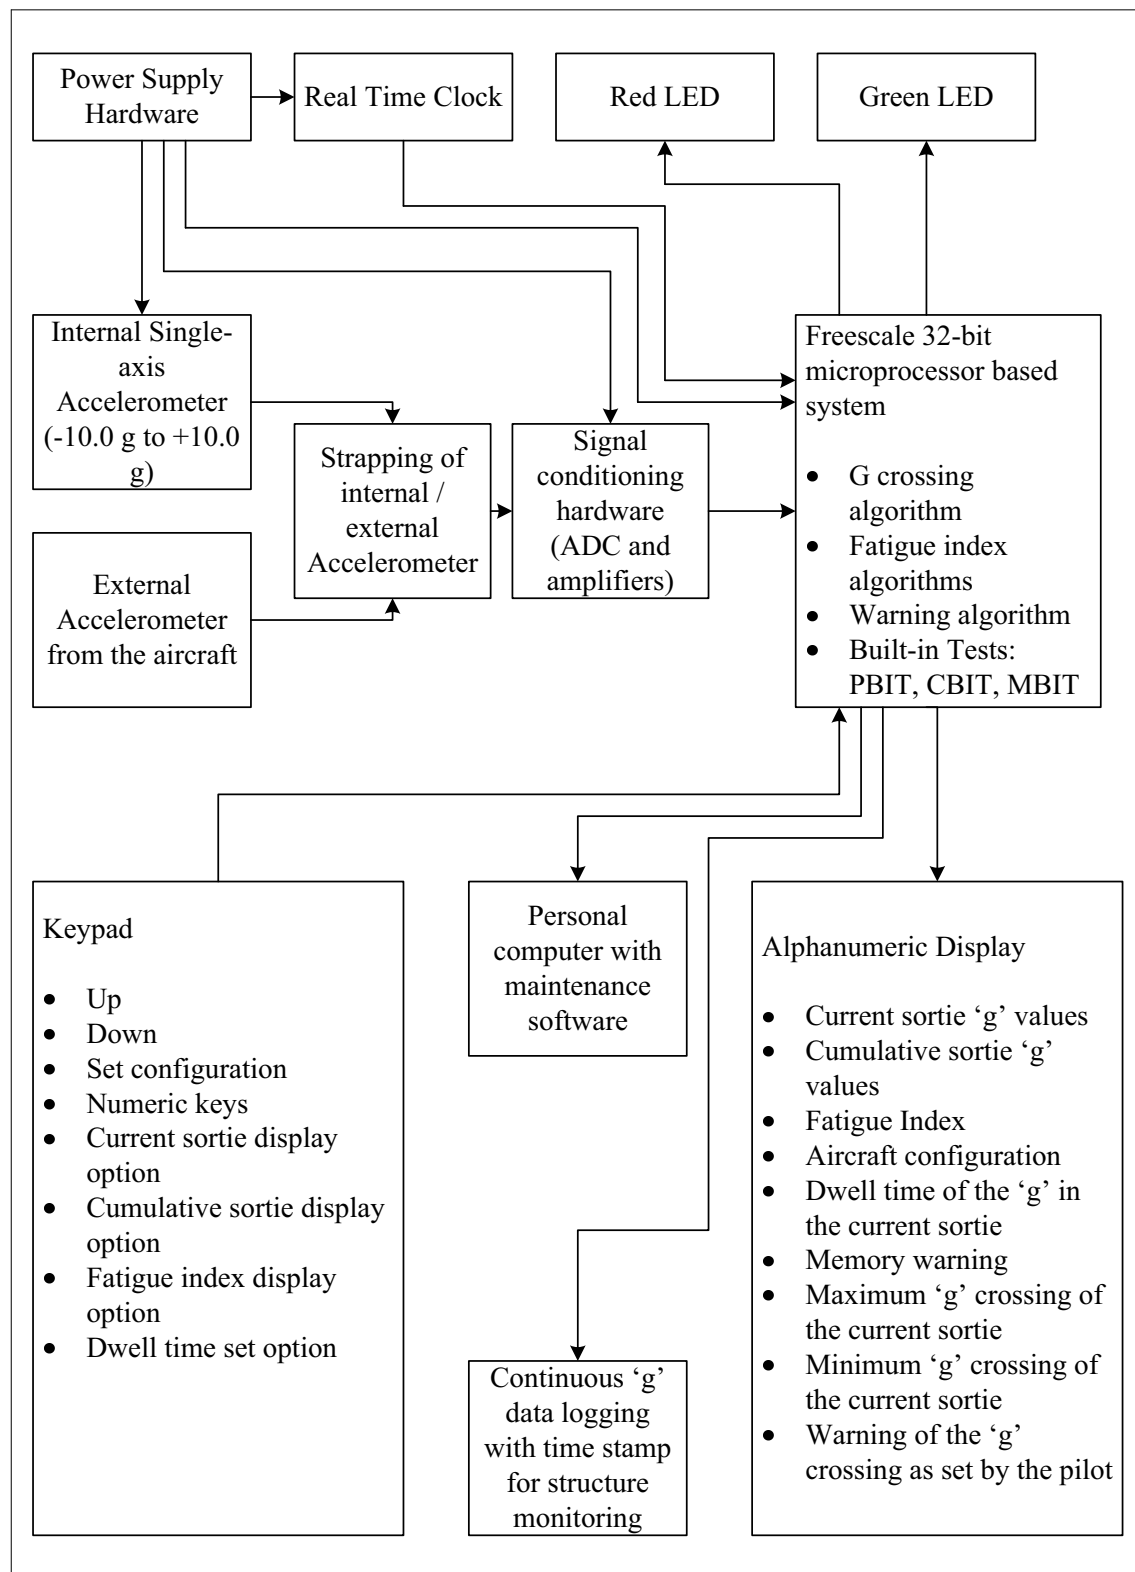 Power Supply
Hardware
Real Time Clock
Red LED
Green LED
Internal Single-
axis
Accelerometer
(-10.0 g to +10.0
g)
External
Accelerometer
from the aircraft
Strapping of
internal /
external
Accelerometer
Signal
conditioning
hardware
(ADC and
amplifiers)
Freescale 32-bit
microprocessor based
system
• G crossing
algorithm
• Fatigue index
algorithms
• Warning algorithm
• Built-in Tests:
PBIT, CBIT, MBIT
Keypad
• Up
• Down
• Set configuration
• Numeric keys
• Current sortie display
option
• Cumulative sortie display
option
• Fatigue index display
option
• Dwell time set option
Personal
computer with
maintenance
software
Continuous ‘g’
data logging
with time stamp
for structure
monitoring
Alphanumeric Display
• Current sortie ‘g’ values
• Cumulative sortie ‘g’
values
• Fatigue Index
• Aircraft configuration
• Dwell time of the ‘g’ in
the current sortie
• Memory warning
• Maximum ‘g’ crossing of
the current sortie
• Minimum ‘g’ crossing of
the current sortie
• Warning of the ‘g’
crossing as set by the pilot